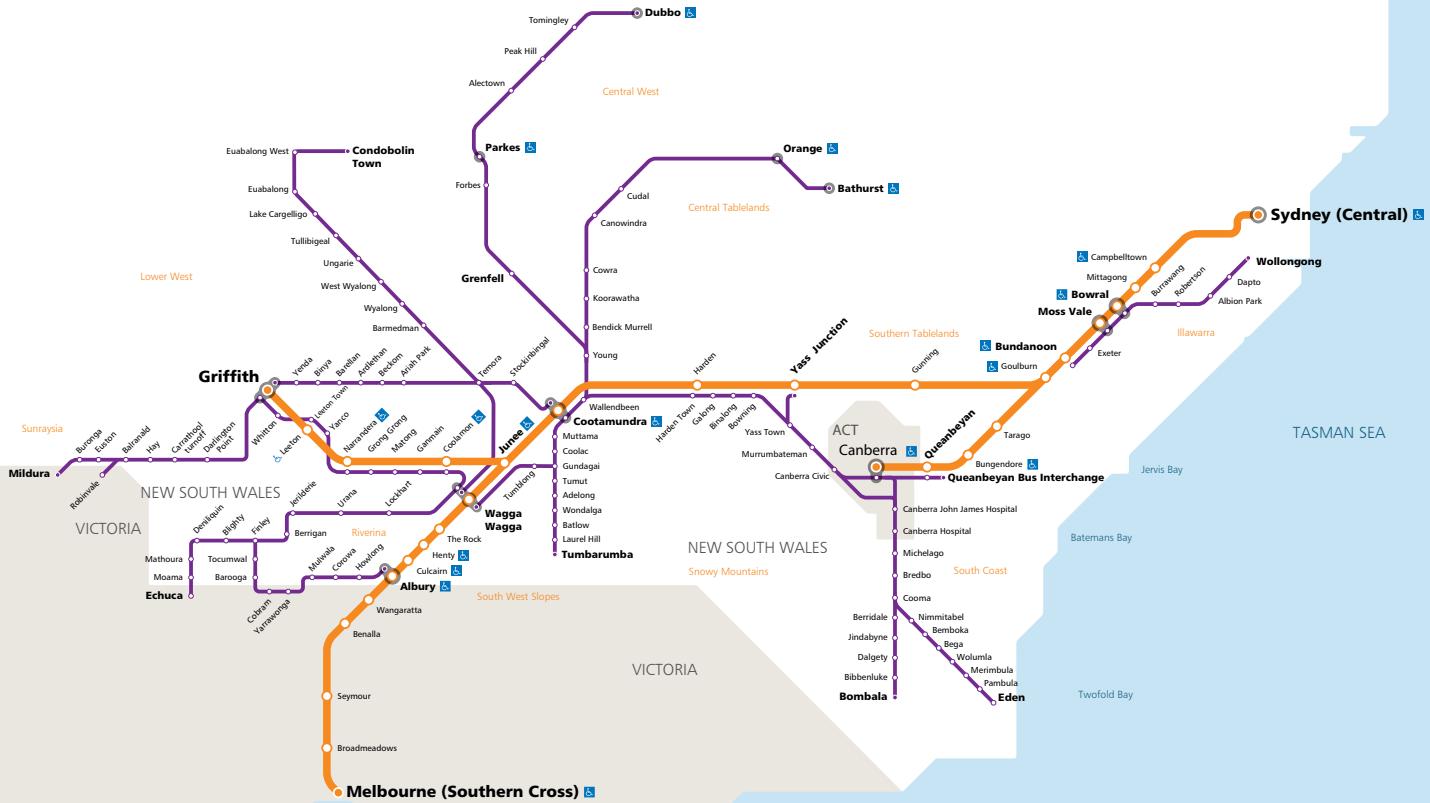 Dubbo
Tomingley
Peak Hill
Alectown
Central West
Parkes
Forbes
Grenfell
Euabalong West
Condobolin
Town
Euabalong
Lake Cargelligo
Tullibigeal
Ungarie
West Wyalong
Wyalong
Barmedman
Lower West
Orange
Bathurst
Cudal
Canowindra
Central Tablelands
Cowra
Koorawatha
Bendick Murrell
Young
Sydney (Central)
Campbelltown
Mittagong
Bowral
Moss Vale
Burrawang
Robertson
Wollongong
Dapto
Albion Park
Illawarra
Exeter
Bundanoon
Goulburn
Southern Tablelands
Gunning
Yass Junction
Harden
Griffith
Yenda
Binya
Barellan
Ardlethan
Beckom
Ariah Park
Temora
Stockinbingal
Wallendbeen
Cootamundra
Harden Town
Galong
Binalong
Bowning
Yass Town
Murrumbateman
Canberra Civic
ACT
Canberra
Queanbeyan
Tarago
Bungendore
Queanbeyan Bus Interchange
TASMAN SEA
Jervis Bay
Batemans Bay
Twofold Bay
Sunraysia
Mildura
Buronga
Euston
Robinvale
Balranald
Hay
Carrathool
turnoff
Darlington
Point
Whitton
Leeton
Leeton Town
Yanco
Narrandera
Grong Grong
Matong
Ganmain
Coolamon
Junee
Muttama
Coolac
Gundagai
Tumut
Adelong
Wondalga
Batlow
Laurel Hill
Tumbarumba
Tumblong
Wagga
Wagga
NEW SOUTH WALES
VICTORIA
Jerilderie
Urana
Lockhart
Riverina
Deniliquin
Blighty
Finley
Berrigan
Mathoura
Moama
Echuca
Tocumwal
Barooga
Cobram
Yarrawonga
Mulwala
Corowa
Howlong
The Rock
Henty
Culcairn
Albury
South West Slopes
Wangaratta
Benalla
Seymour
Broadmeadows
Melbourne (Southern Cross)
VICTORIA
NEW SOUTH WALES
Snowy Mountains
South Coast
Canberra John James Hospital
Canberra Hospital
Michelago
Bredbo
Cooma
Berridale
Jindabyne
Dalgety
Bibbenluke
Bombala
Nimmitabel
Bemboka
Bega
Wolumla
Merimbula
Pambula
Eden